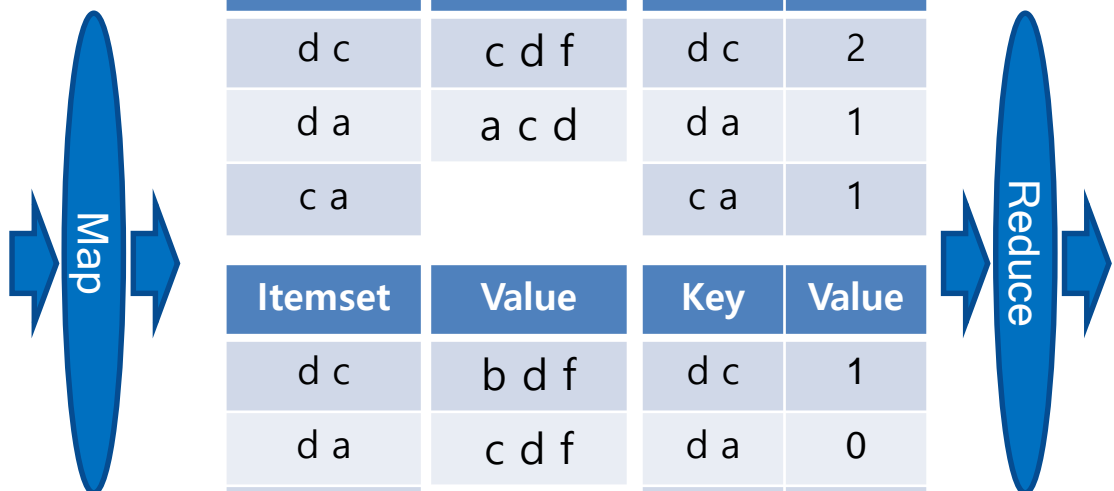 Map
d c c d f d c 2
d a a c d d a 1
c a c a 1
Itemset Value Key Value
d c b d f d c 1
d a c d f d a 0
Reduce